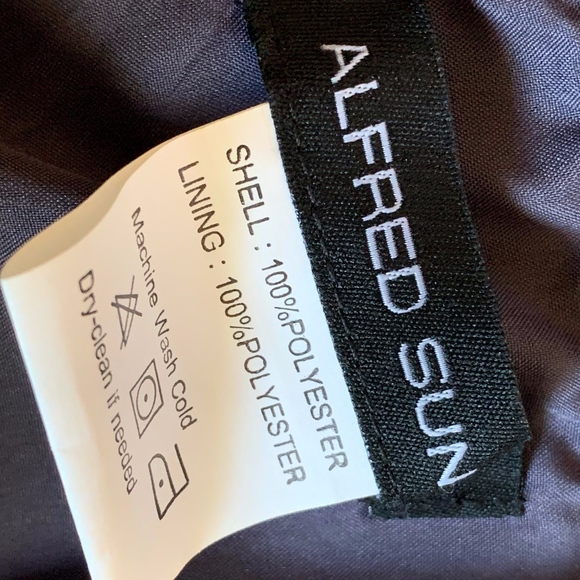 ALFRED SUN
SHELL : 100%POLYESTER
LINING : 100%POLYESTER
Machine Wash Cold
Dry-clean if needed